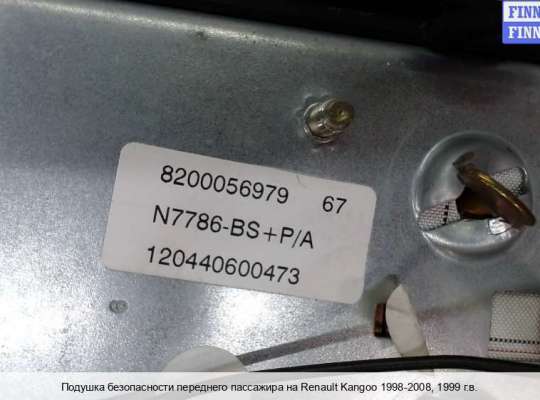 FINN
FINN
8200056979 67
N7786-BS+P/A
120440600473
Подушка безопасности переднего пассажира на Renault Kangoo 1998-2008, 1999 г.в.